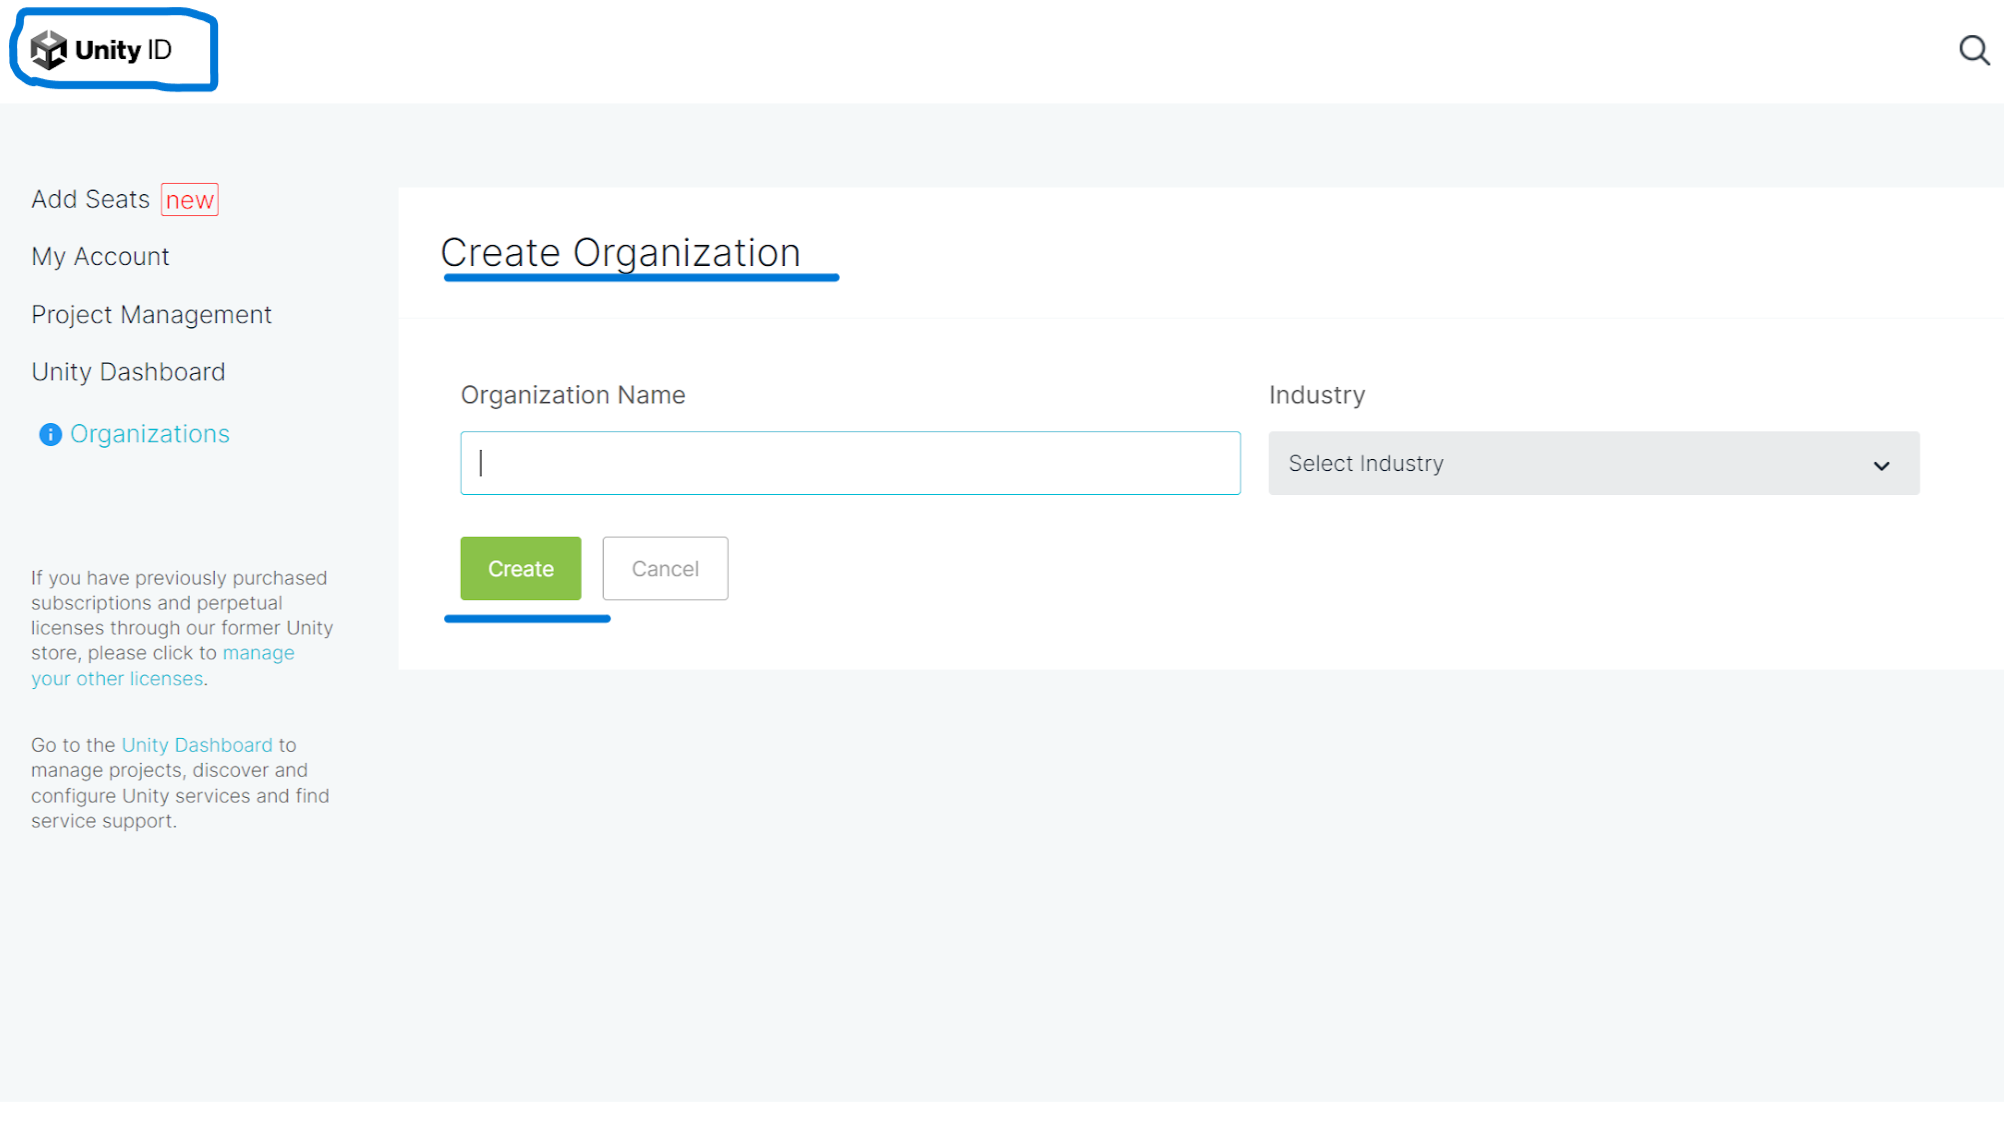 Unity ID
Add Seats new
My Account
Project Management
Unity Dashboard
Organizations
If you have previously purchased
subscriptions and perpetual
licenses through our former Unity
store, please click to manage
your other licenses.
Go to the Unity Dashboard to
manage projects, discover and
configure Unity services and find
service support.
Create Organization
Organization Name
Industry
Select Industry
Create
Cancel